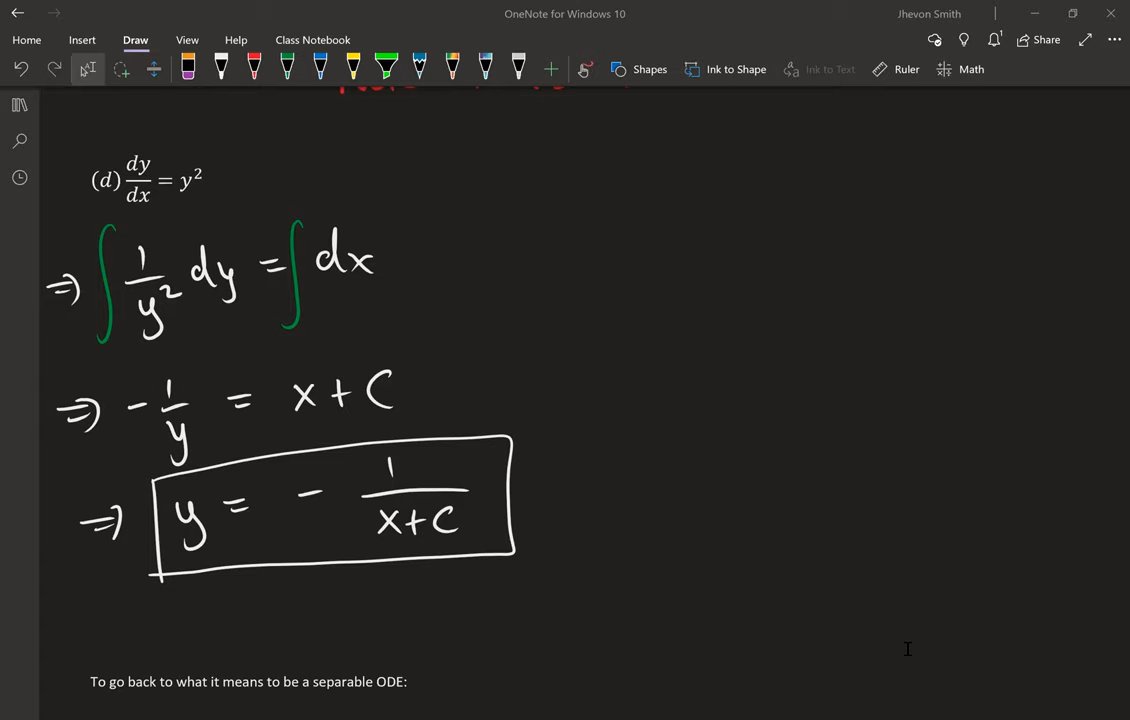 OneNote for Windows 10
Jhevon Smith
Home Insert Draw View Help Class Notebook
Share
Shapes Ink to Shape Ink to Text Ruler Math
(d) dy/dx = y²
⇒ ∫ 1/y² dy = ∫ dx
⇒ - 1/y = x + C
⇒ y = - 1/(x+C)
To go back to what it means to be a separable ODE: